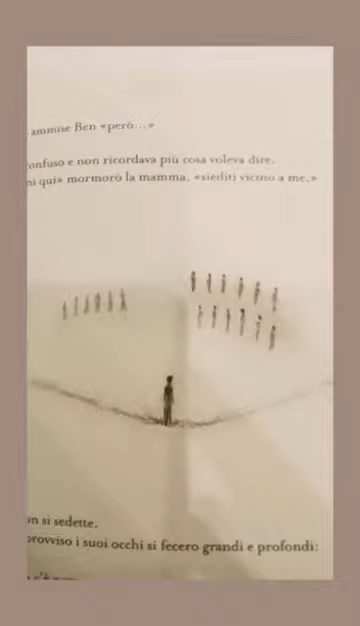 ammise Ben «però...»
onfuso e non ricordava più cosa voleva dire.
ni qui» mormorò la mamma, «siediti vicino a me.»
on si sedette.
provviso i suoi occhi si fecero grandi e profondi: